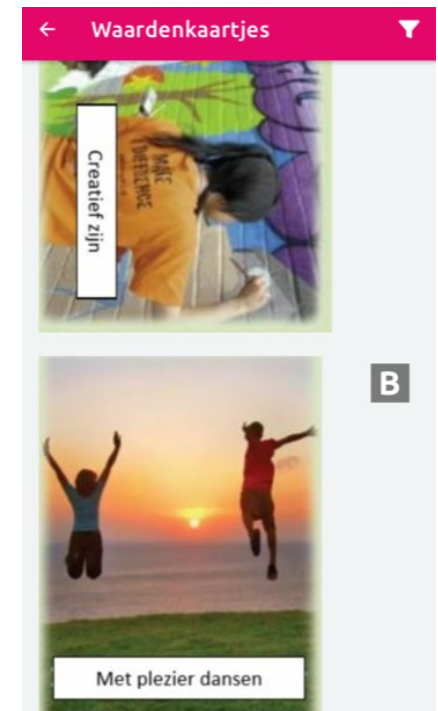 Waardenkaartjes
MAKE
A DIFFERENCE
Creatief zijn
B
Met plezier dansen